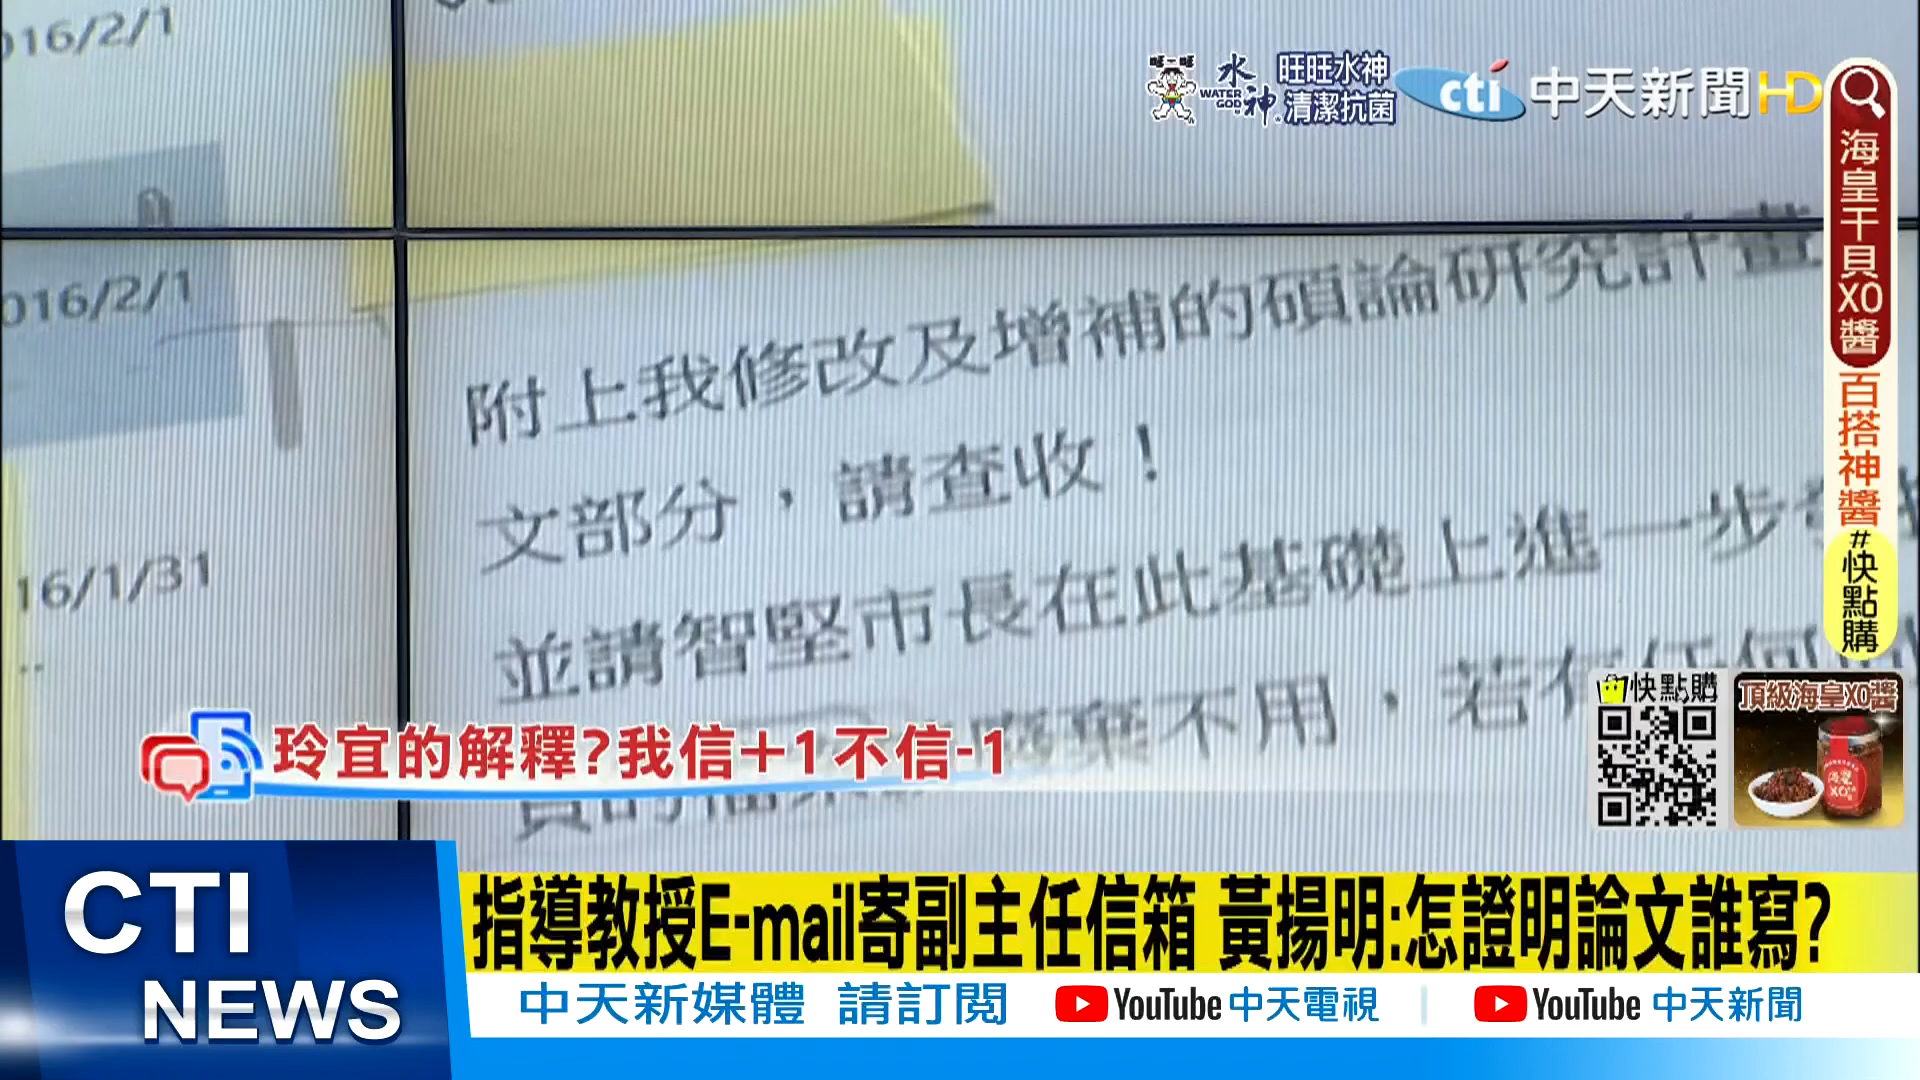 016/2/1
旺旺水神
水神
WATER GOD
清潔抗菌
cti 中天新聞HD
海皇干貝XO醬
百搭神醬
#快點購
016/2/1
附上我修改及增補的碩論研究計畫
文部分，請查收！
16/1/31
並請智堅市長在此基礎上進一步
廢棄不用，若有任何
快點購
頂級海皇XO醬
玲宜的解釋?我信+1不信-1
CTI NEWS
指導教授E-mail寄副主任信箱 黃揚明:怎證明論文誰寫?
中天新媒體 請訂閱 YouTube 中天電視 YouTube 中天新聞